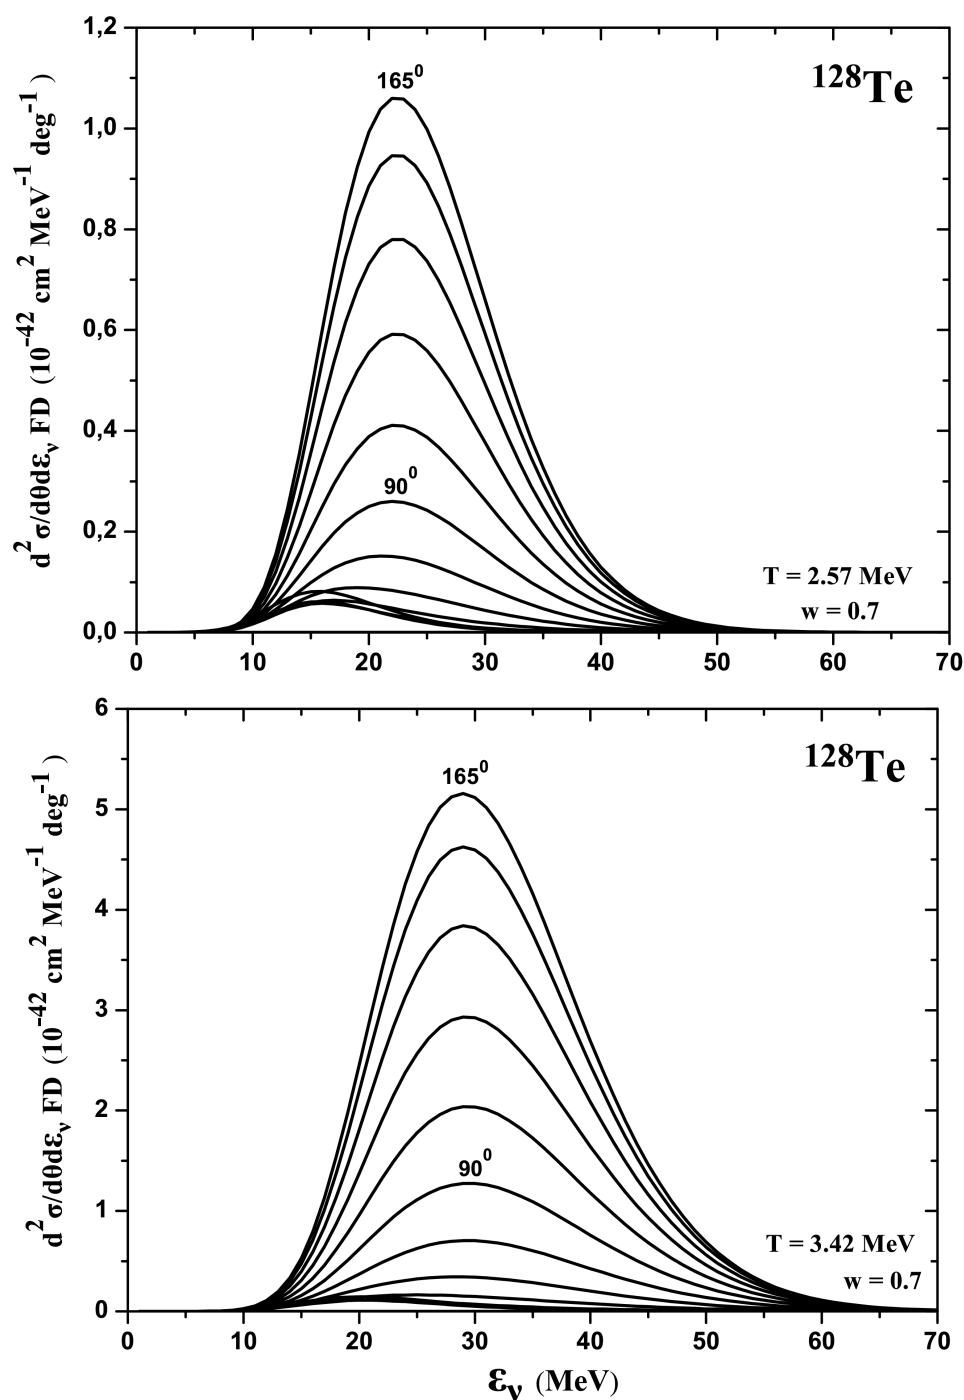 1,2
165⁰
¹²⁸Te
1,0
0,8
0,6
0,4
90⁰
0,2
T = 2.57 MeV
w = 0.7
0,0
0 10 20 30 40 50 60 70
d²σ/dθdεᵥ FD (10⁻⁴² cm² MeV⁻¹ deg⁻¹)
6
165⁰
¹²⁸Te
5
4
3
2
90⁰
1
T = 3.42 MeV
w = 0.7
0
0 10 20 30 40 50 60 70
d²σ/dθdεᵥ FD (10⁻⁴² cm² MeV⁻¹ deg⁻¹)
εᵥ (MeV)